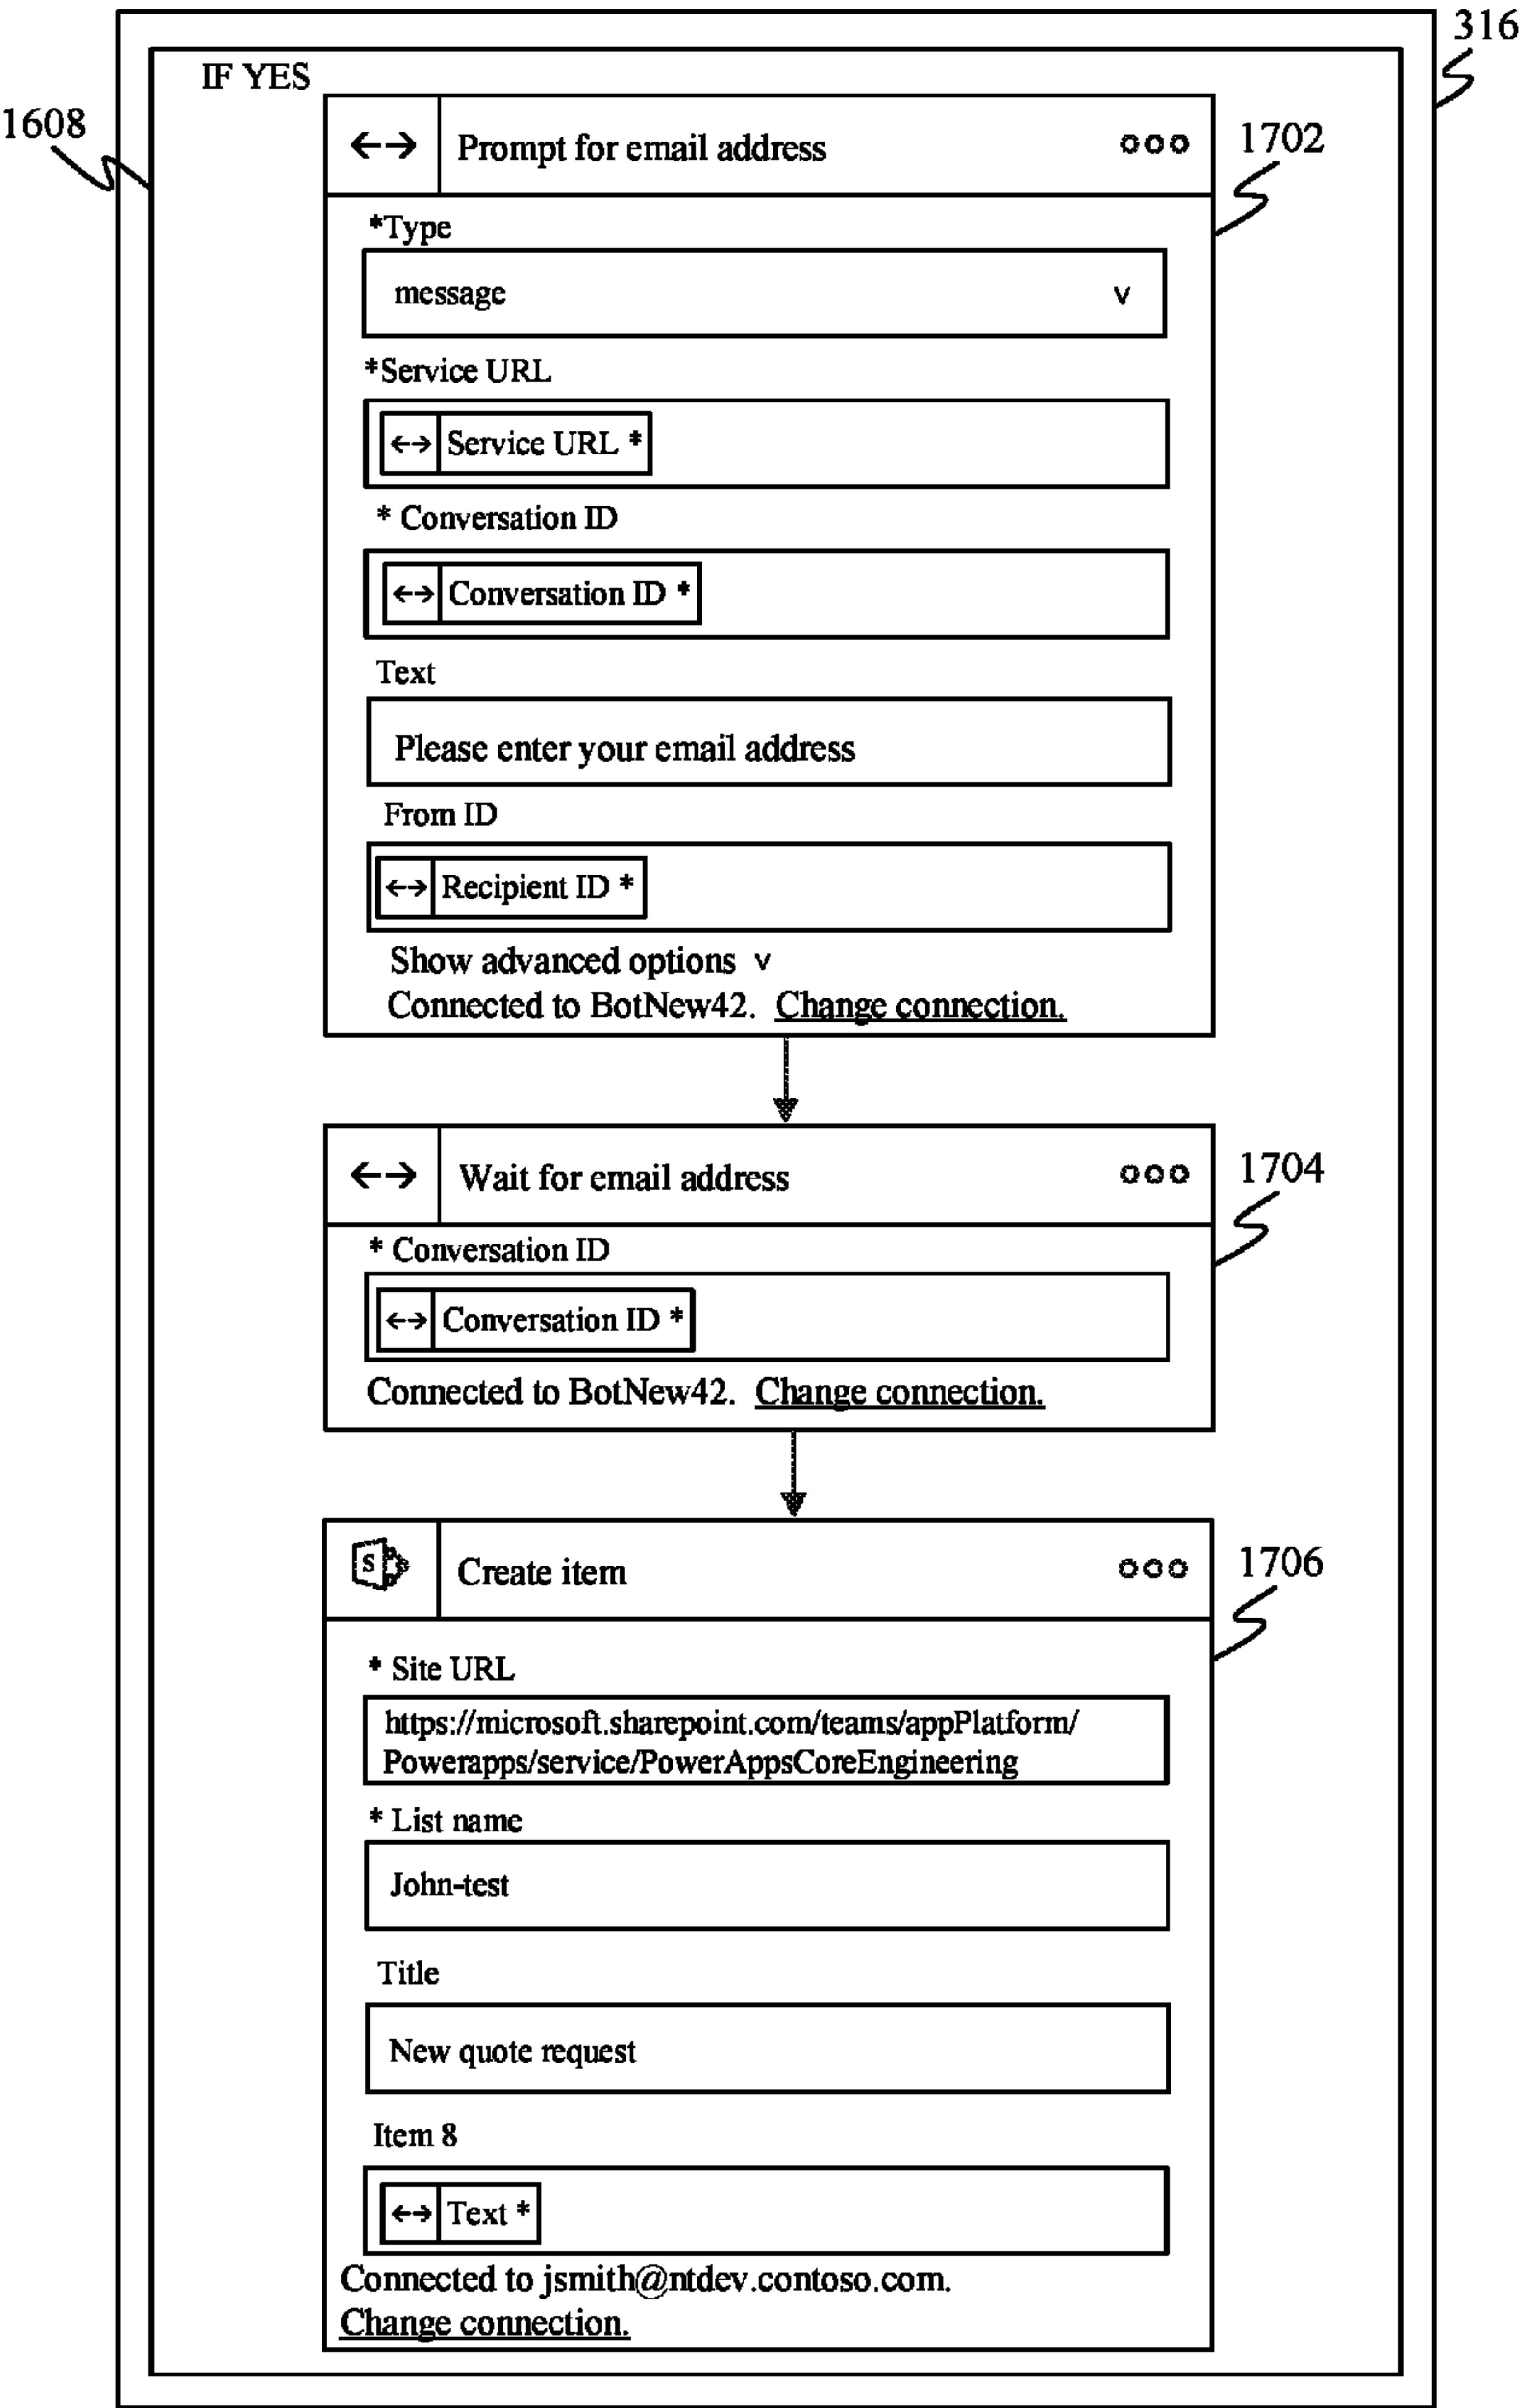 316
IF YES
1608
←→ Prompt for email address ooo
1702
*Type
message v
*Service URL
←→ Service URL *
* Conversation ID
←→ Conversation ID *
Text
Please enter your email address
From ID
←→ Recipient ID *
Show advanced options v
Connected to BotNew42. Change connection.
←→ Wait for email address ooo
1704
* Conversation ID
←→ Conversation ID *
Connected to BotNew42. Change connection.
S Create item ooo
1706
* Site URL
https://microsoft.sharepoint.com/teams/appPlatform/
Powerapps/service/PowerAppsCoreEngineering
* List name
John-test
Title
New quote request
Item 8
←→ Text *
Connected to jsmith@ntdev.contoso.com.
Change connection.